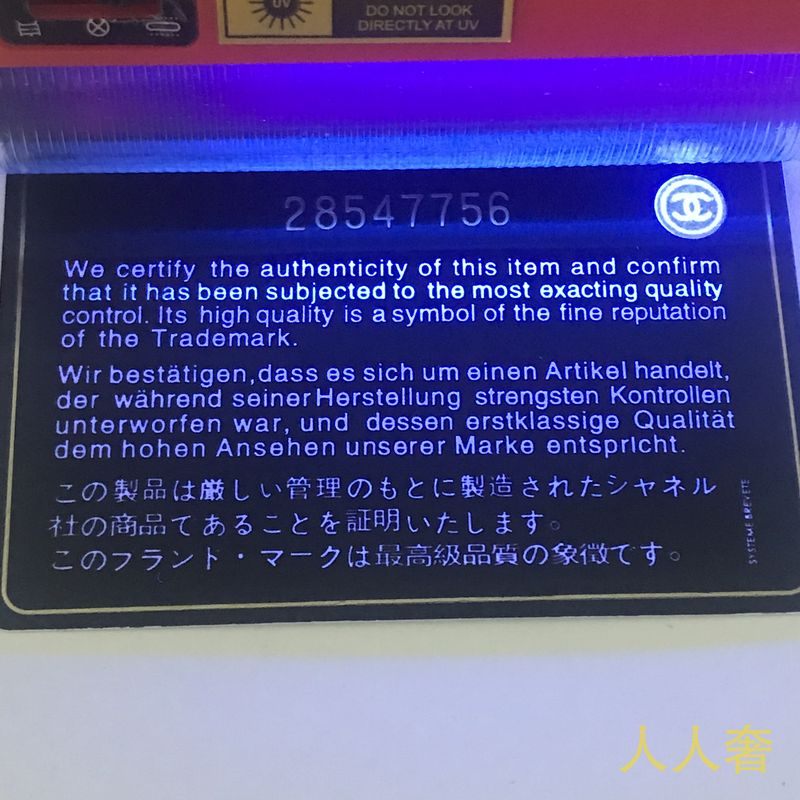 UV
DO NOT LOOK
DIRECTLY AT UV
28547756
We certify the authenticity of this item and confirm
that it has been subjected to the most exacting quality
control. Its high quality is a symbol of the fine reputation
of the Trademark.
Wir bestätigen,dass es sich um einen Artikel handelt,
der während seiner Herstellung strengsten Kontrollen
unterworfen war, und dessen erstklassige Qualität
dem hohen Ansehen unserer Marke entspricht.
この製品は厳しい管理のもとに製造されたシャネル
社の商品てあることを証明いたします。
このフランド・マークは最高級品質の象徴です。
SYSTEME BREVETE
人人奢